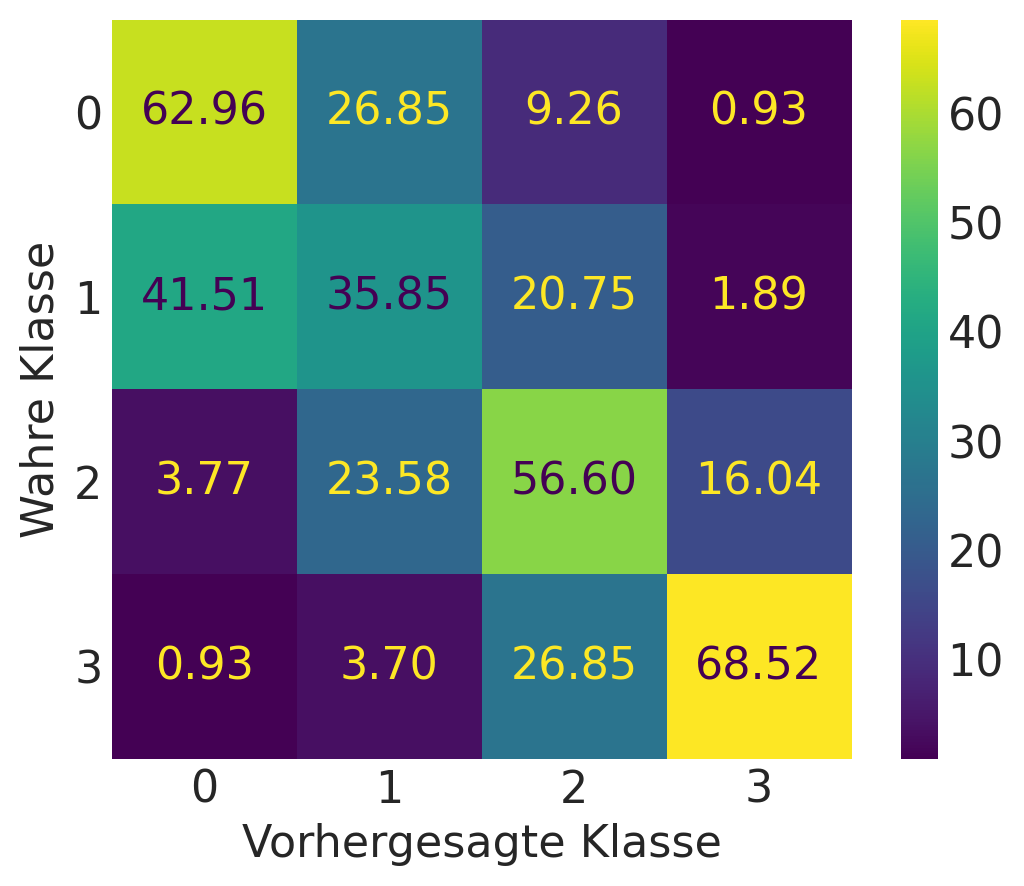 Wahre Klasse
0 62.96 26.85 9.26 0.93
1 41.51 35.85 20.75 1.89
2 3.77 23.58 56.60 16.04
3 0.93 3.70 26.85 68.52
0 1 2 3
Vorhergesagte Klasse
60
50
40
30
20
10